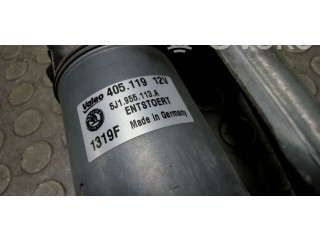 Valeo 405.119 12V
5J1.955.113.A
ENTSTOERT
1319F Made in Germany